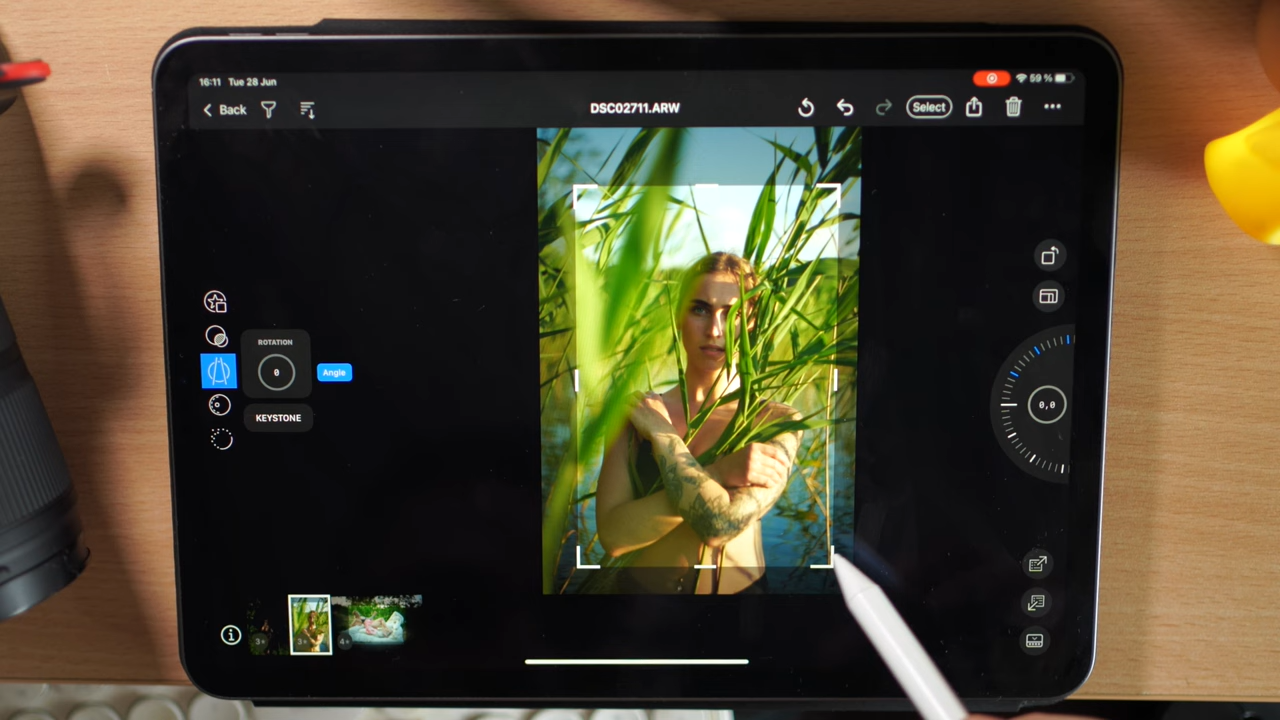 16:11 Tue 28 Jun
59 %
Back
DSC02711.ARW
Select
ROTATION
0
Angle
KEYSTONE
0,0